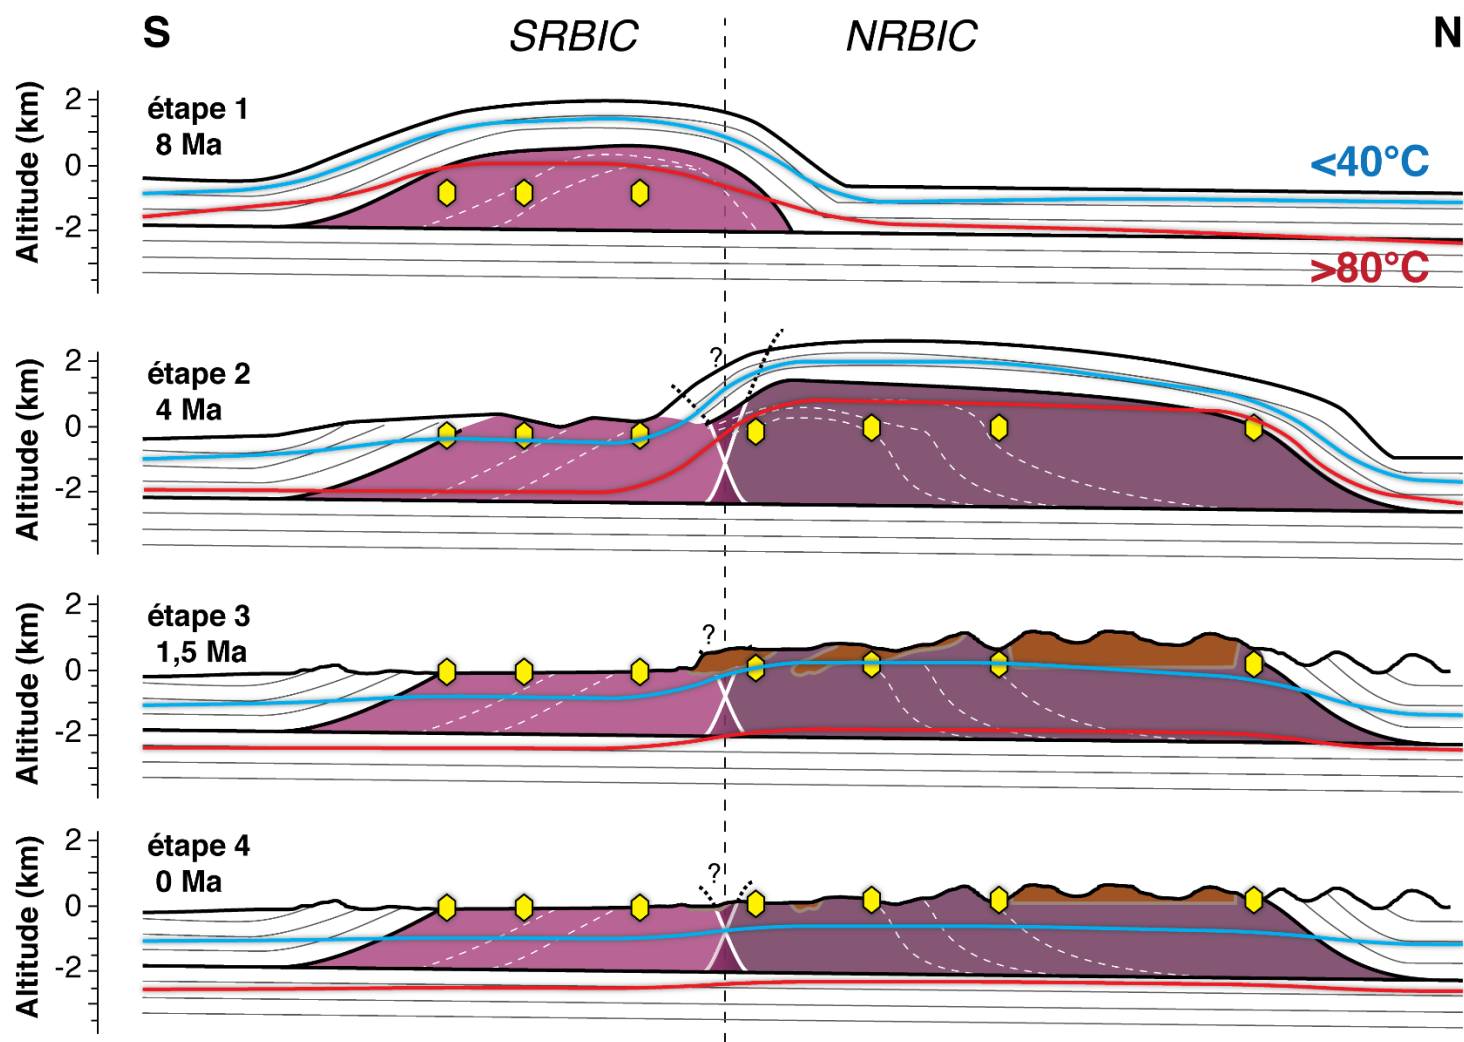 S SRBIC NRBIC N
Altitude (km)
2
0
-2
étape 1
8 Ma
<40°C
>80°C
Altitude (km)
2
0
-2
étape 2
4 Ma
?
Altitude (km)
2
0
-2
étape 3
1,5 Ma
?
Altitude (km)
2
0
-2
étape 4
0 Ma
?